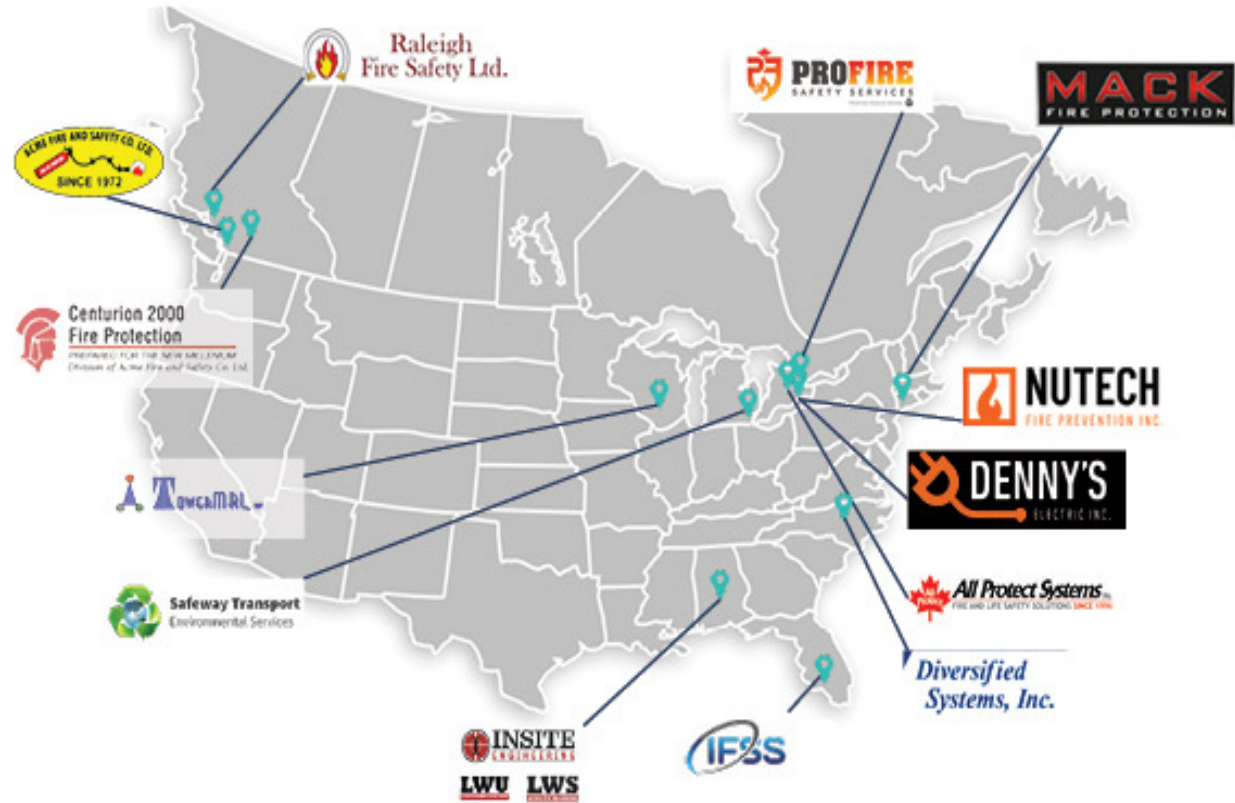 Raleigh
Fire Safety Ltd.
PROFIRE
SAFETY SERVICES
MACK
FIRE PROTECTION
ACME FIRE AND SAFETY CO. LTD.
SINCE 1972
Centurion 2000
Fire Protection
PREPARED FOR THE NEW MILLENIUM
Division of Acme Fire and Safety Co. Ltd.
NUTECH
FIRE PREVENTION INC.
TOWERMRL
DENNY'S
ELECTRIC INC.
Safeway Transport
Environmental Services
All Protect
All Protect Systems
FIRE AND LIFE SAFETY SOLUTIONS SINCE 1996
Diversified
Systems, Inc.
INSITE
ENGINEERING
LWU LWS
IFSS